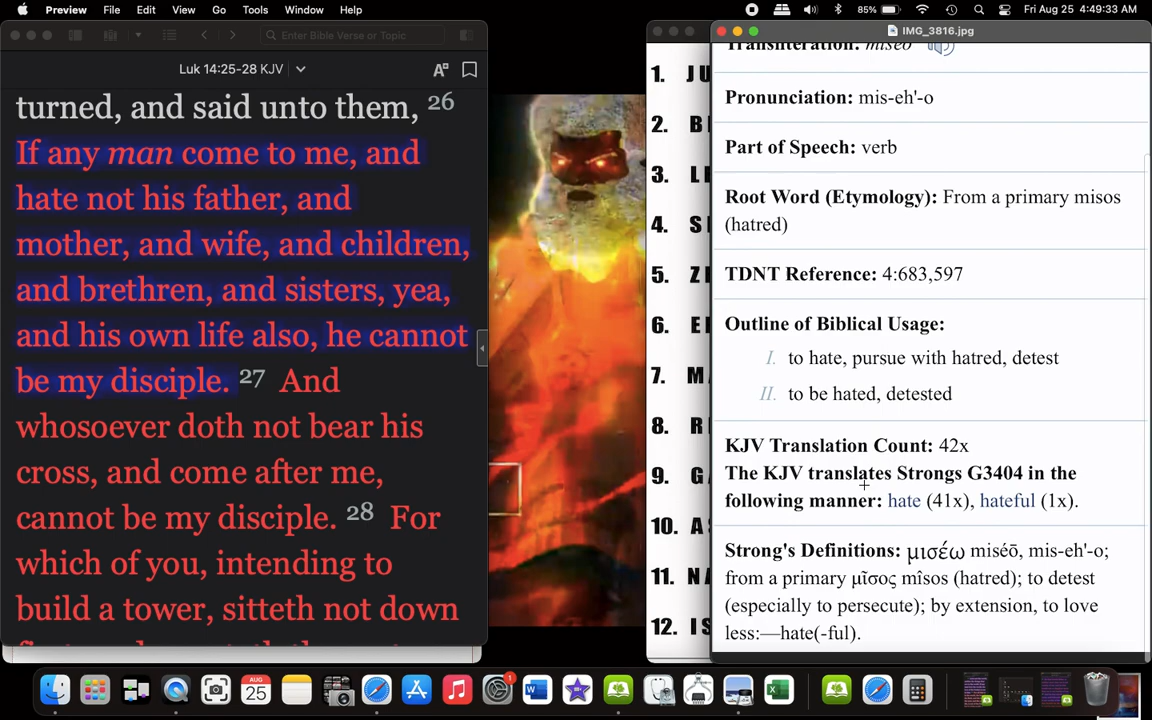 Preview File Edit View Go Tools Window Help 85% Fri Aug 25 4:49:33 AM
Enter Bible Verse or Topic
Luk 14:25-28 KJV
turned, and said unto them, 26
If any man come to me, and
hate not his father, and
mother, and wife, and children,
and brethren, and sisters, yea,
and his own life also, he cannot
be my disciple. 27 And
whosoever doth not bear his
cross, and come after me,
cannot be my disciple. 28 For
which of you, intending to
build a tower, sitteth not down
1. JU
2. B
3. L
4. S
5. Z
6. E
7. M
8. R
9. G
10. A
11. N
12. I S
IMG_3816.jpg
Transliteration: miseō
Pronunciation: mis-eh'-o
Part of Speech: verb
Root Word (Etymology): From a primary misos
(hatred)
TDNT Reference: 4:683,597
Outline of Biblical Usage:
I. to hate, pursue with hatred, detest
II. to be hated, detested
KJV Translation Count: 42x
The KJV translates Strongs G3404 in the
following manner: hate (41x), hateful (1x).
Strong's Definitions: μισέω miséō, mis-eh'-o;
from a primary μῖσος mîsos (hatred); to detest
(especially to persecute); by extension, to love
less:—hate(-ful).
AUG
25
1